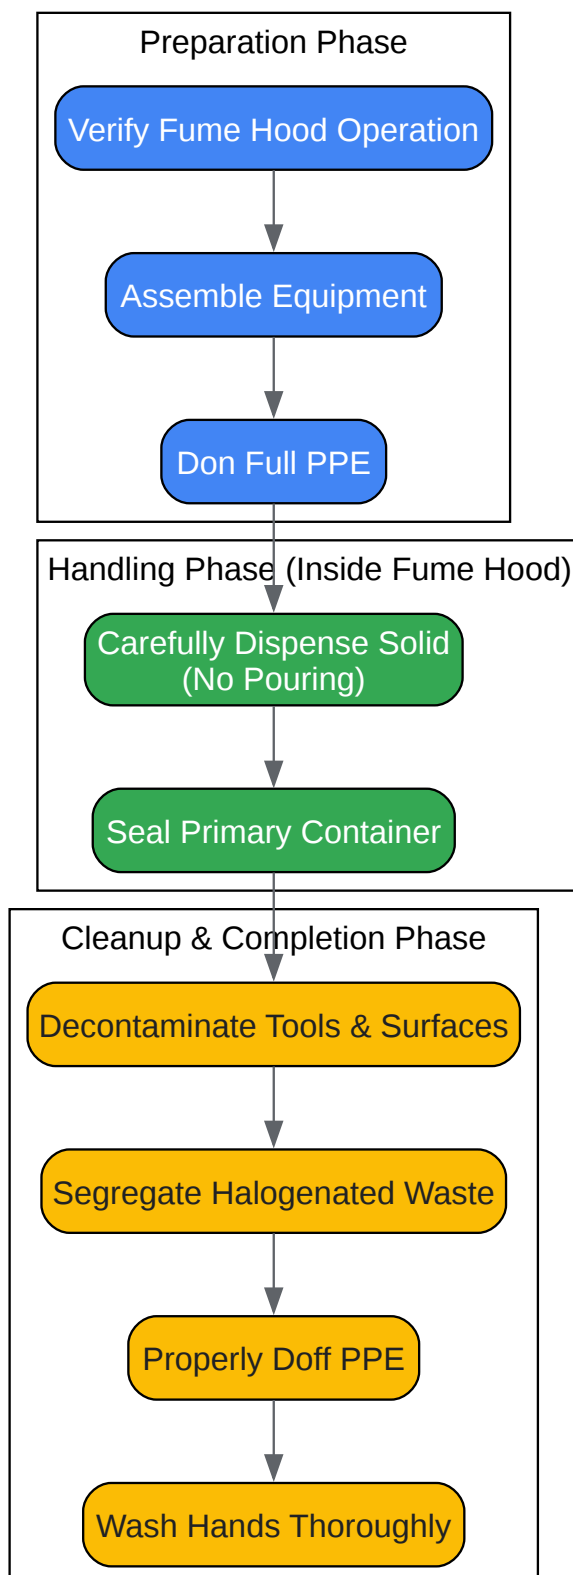 Preparation Phase
Verify Fume Hood Operation
Assemble Equipment
Don Full PPE
Handling Phase (Inside Fume Hood)
Carefully Dispense Solid
(No Pouring)
Seal Primary Container
Cleanup & Completion Phase
Decontaminate Tools & Surfaces
Segregate Halogenated Waste
Properly Doff PPE
Wash Hands Thoroughly